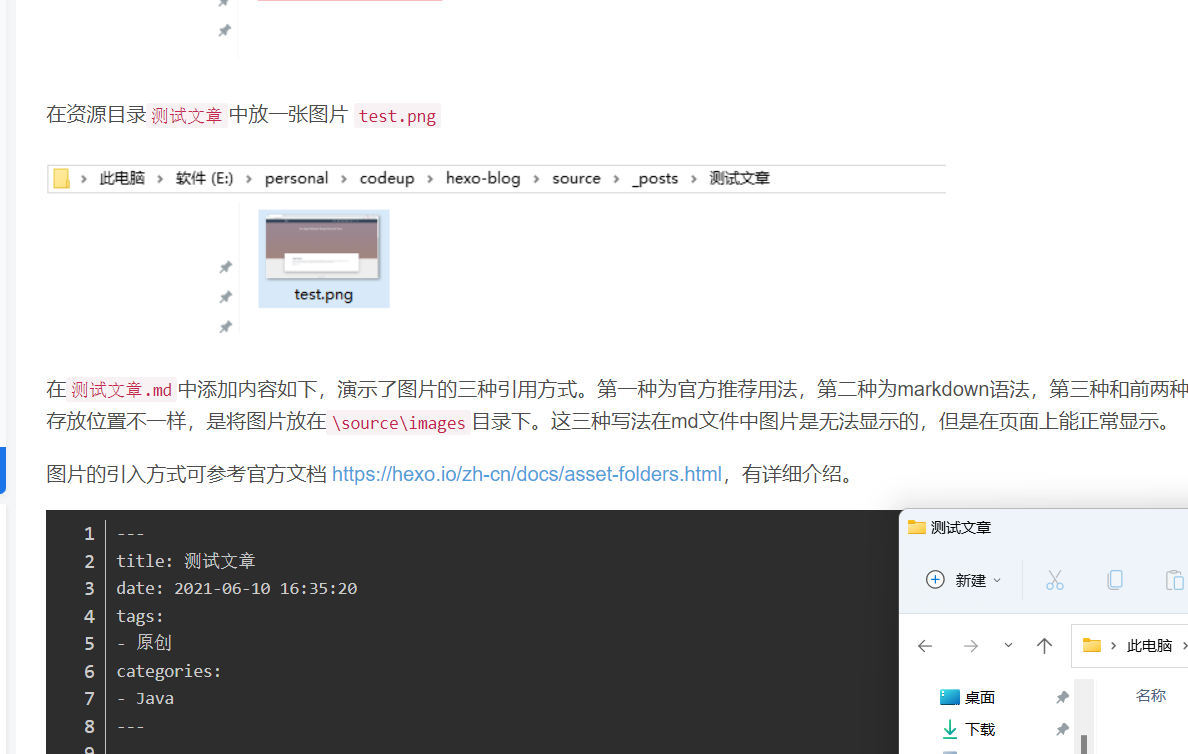 在资源目录 测试文章 中放一张图片 test.png
此电脑 › 软件 (E:) › personal › codeup › hexo-blog › source › _posts › 测试文章
test.png
在 测试文章.md 中添加内容如下，演示了图片的三种引用方式。第一种为官方推荐用法，第二种为markdown语法，第三种和前两种
存放位置不一样，是将图片放在 \source\images 目录下。这三种写法在md文件中图片是无法显示的，但是在页面上能正常显示。
图片的引入方式可参考官方文档 https://hexo.io/zh-cn/docs/asset-folders.html，有详细介绍。
1 ---
2 title: 测试文章
3 date: 2021-06-10 16:35:20
4 tags:
5 - 原创
6 categories:
7 - Java
8 ---
9
测试文章
新建
此电脑
名称
桌面
下载